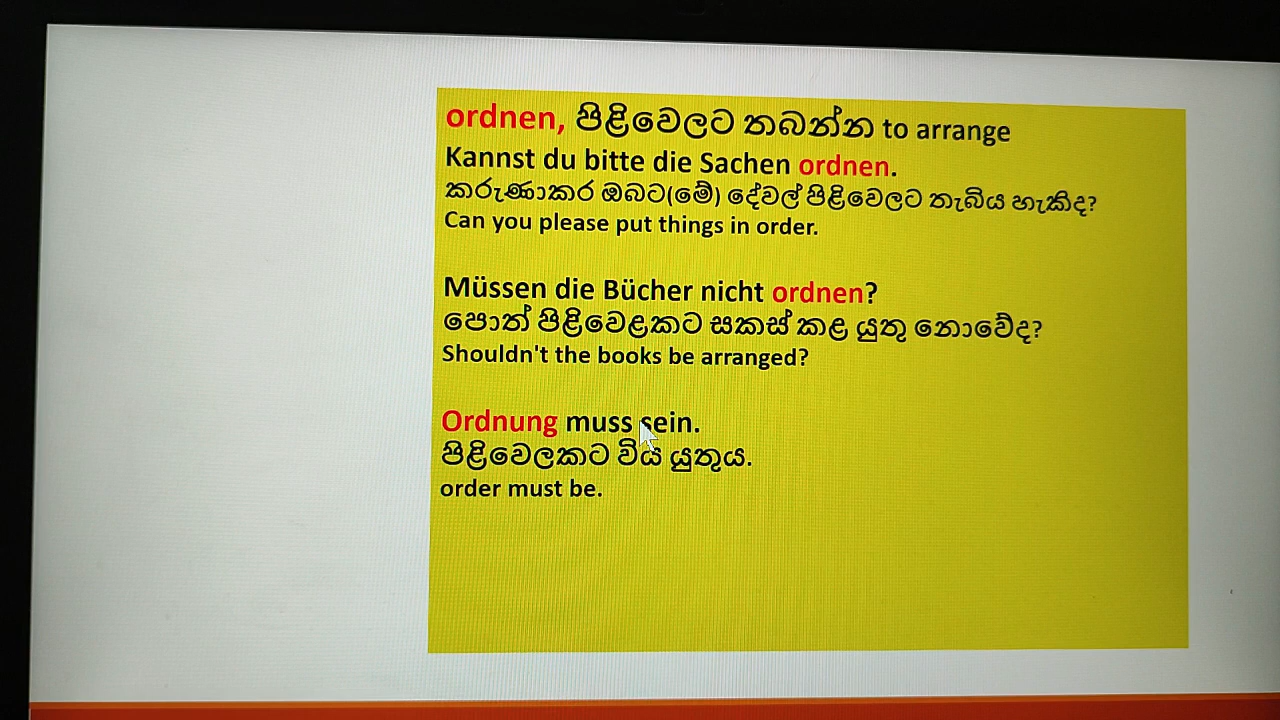 ordnen, පිළිවෙලට තබන්න to arrange
Kannst du bitte die Sachen ordnen.
කරුණාකර ඔබට(මේ) දේවල් පිළිවෙලට තැබිය හැකිද?
Can you please put things in order.
Müssen die Bücher nicht ordnen?
පොත් පිළිවෙළකට සකස් කළ යුතු නොවේද?
Shouldn't the books be arranged?
Ordnung muss sein.
පිළිවෙලකට විය යුතුය.
order must be.